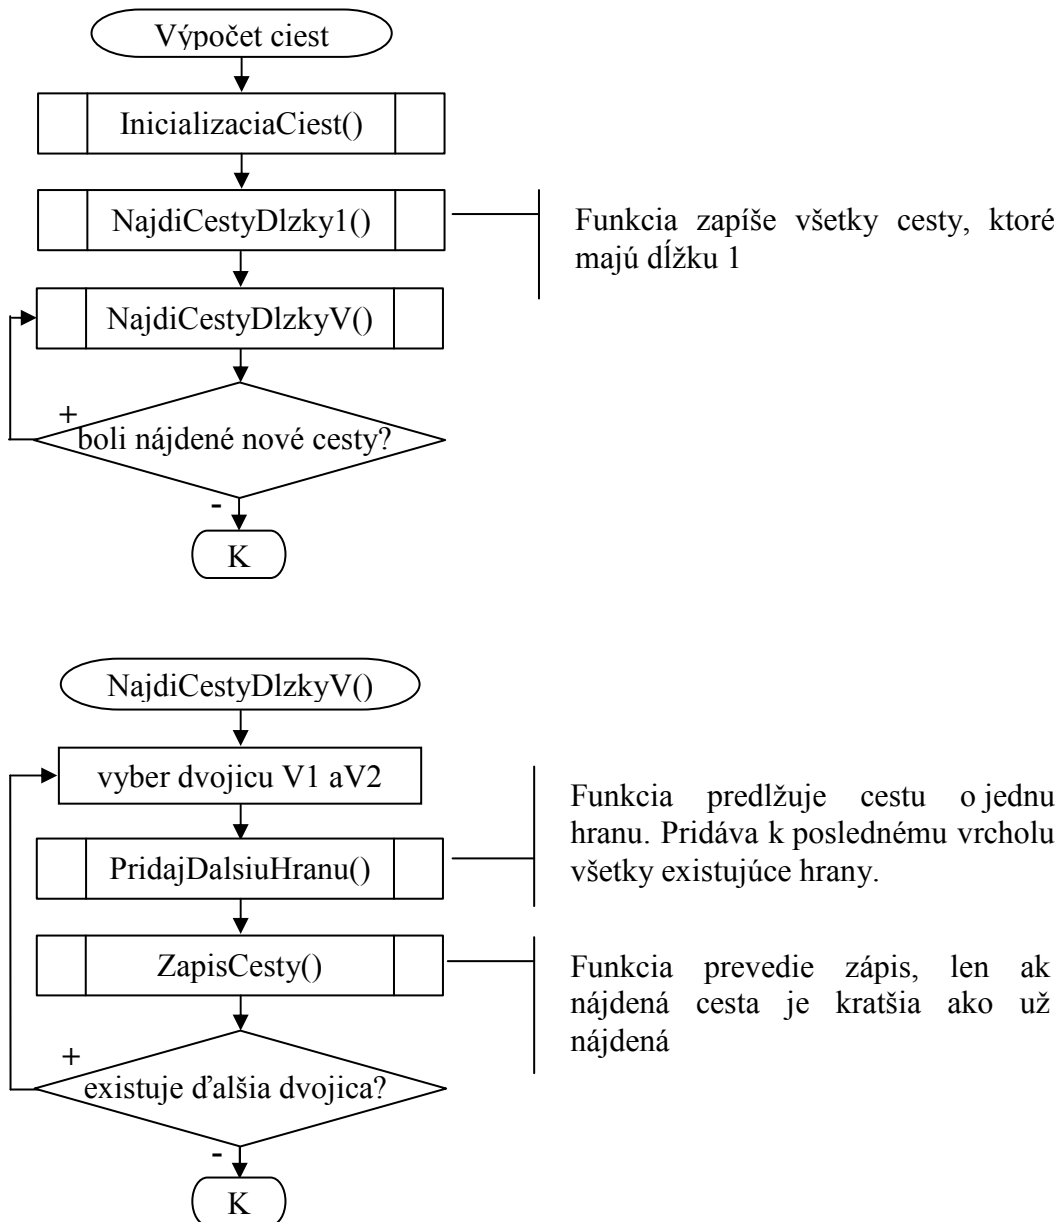 Výpočet ciest
InicializaciaCiest()
NajdiCestyDlzky1()
Funkcia zapíše všetky cesty, ktoré
majú dĺžku 1
NajdiCestyDlzkyV()
+
boli nájdené nové cesty?
-
K
NajdiCestyDlzkyV()
vyber dvojicu V1 aV2
PridajDalsiuHranu()
Funkcia predlžuje cestu o jednu
hranu. Pridáva k poslednému vrcholu
všetky existujúce hrany.
ZapisCesty()
Funkcia prevedie zápis, len ak
nájdená cesta je kratšia ako už
nájdená
+
existuje ďalšia dvojica?
-
K